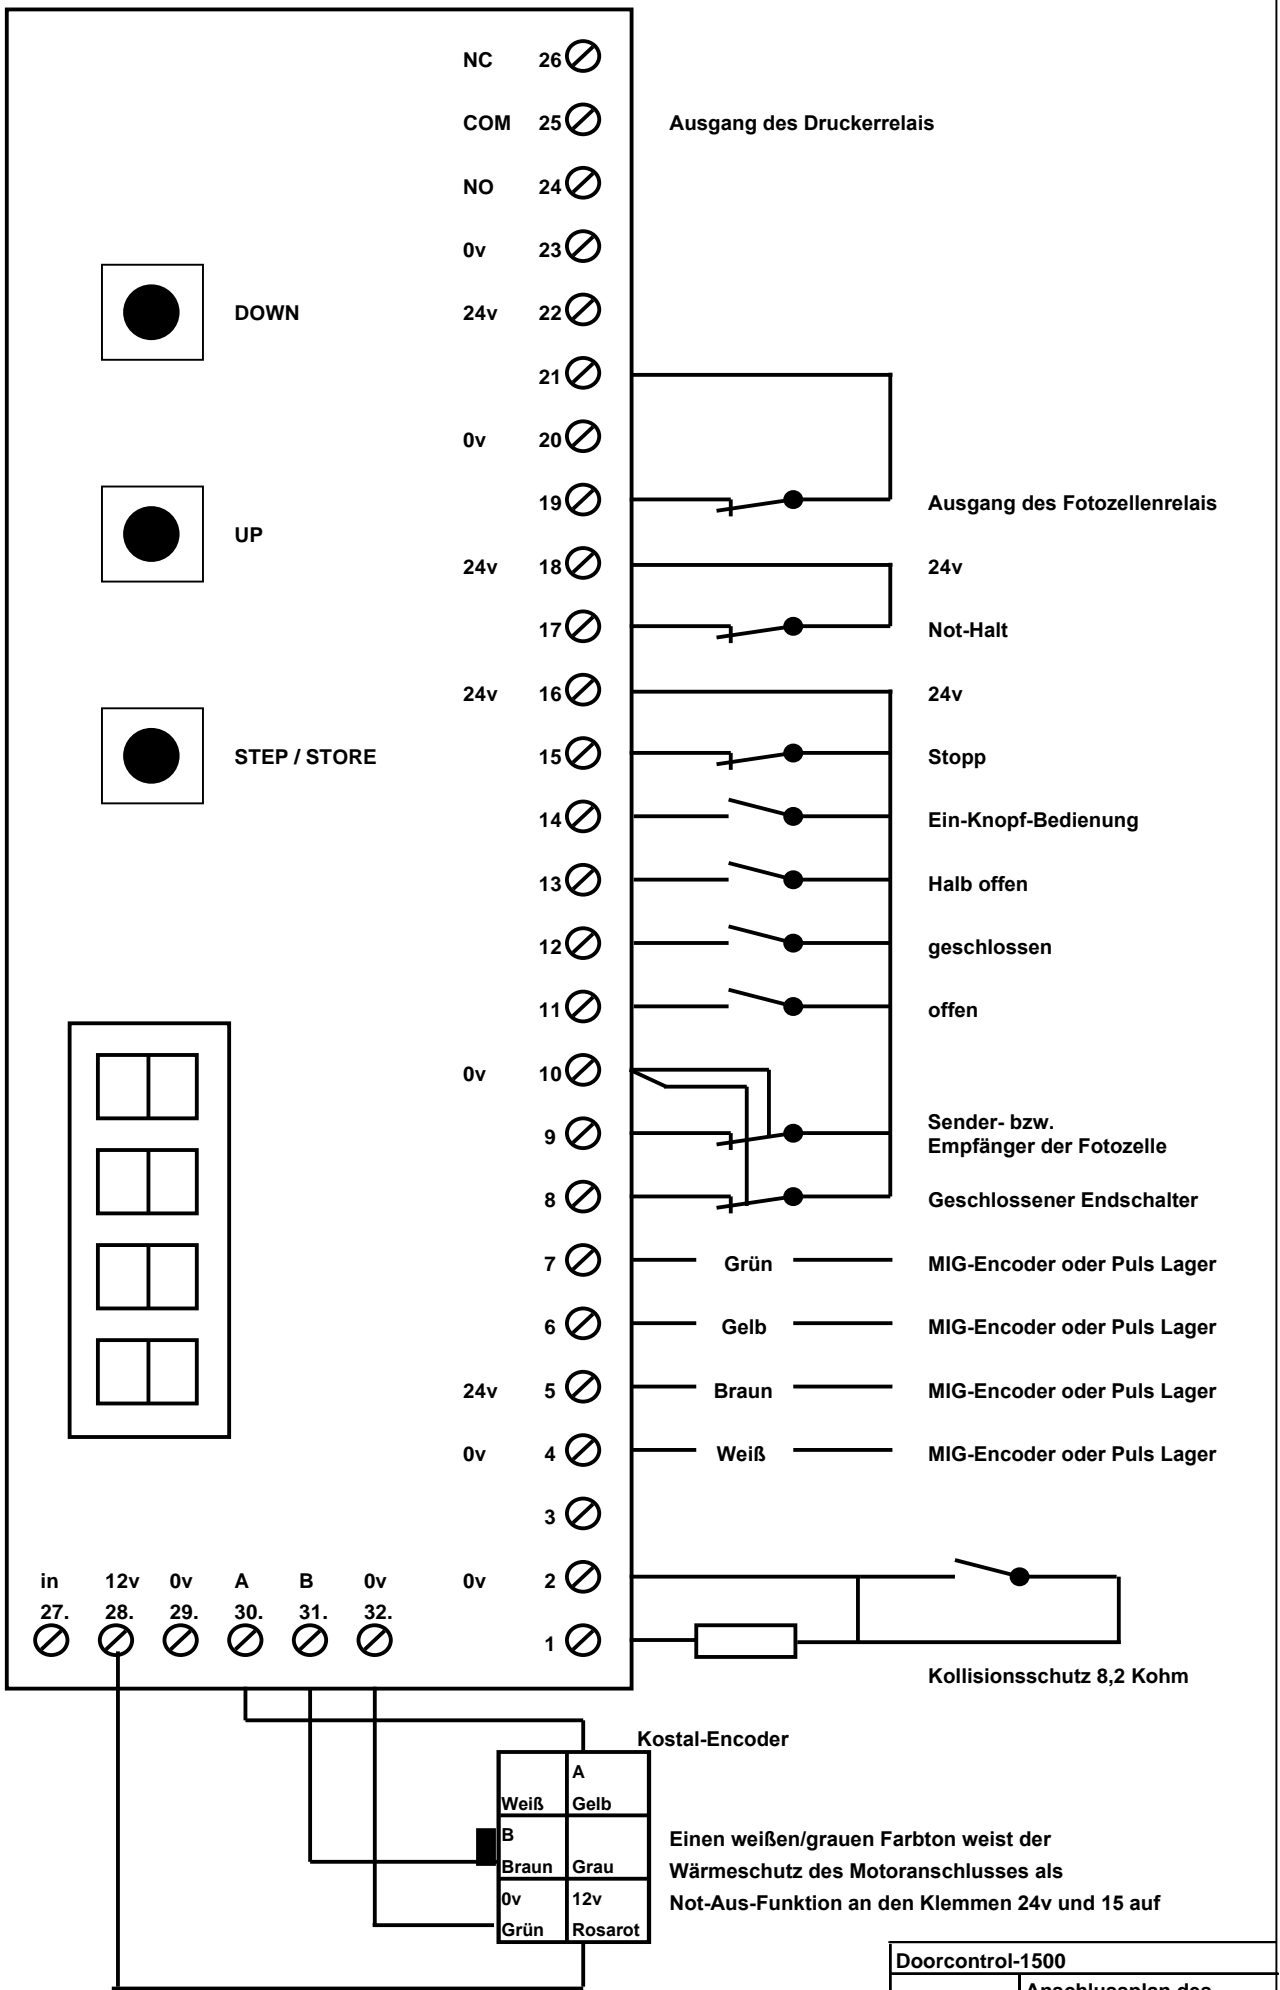 NC 26
COM 25 Ausgang des Druckerrelais
NO 24
0v 23
DOWN 24v 22
21
0v 20
19 Ausgang des Fotozellenrelais
UP
24v 18 24v
17 Not-Halt
24v 16 24v
STEP / STORE 15 Stopp
14 Ein-Knopf-Bedienung
13 Halb offen
12 geschlossen
11 offen
0v 10
Sender- bzw.
9 Empfänger der Fotozelle
8 Geschlossener Endschalter
7 Grün MIG-Encoder oder Puls Lager
6 Gelb MIG-Encoder oder Puls Lager
24v 5 Braun MIG-Encoder oder Puls Lager
0v 4 Weiß MIG-Encoder oder Puls Lager
3
in 12v 0v A B 0v 0v 2
27. 28. 29. 30. 31. 32.
1
Kollisionsschutz 8,2 Kohm
Kostal-Encoder
A
Weiß Gelb
B
Braun Grau
0v 12v
Grün Rosarot
Einen weißen/grauen Farbton weist der
Wärmeschutz des Motoranschlusses als
Not-Aus-Funktion an den Klemmen 24v und 15 auf
Doorcontrol-1500
Anschlussplan des